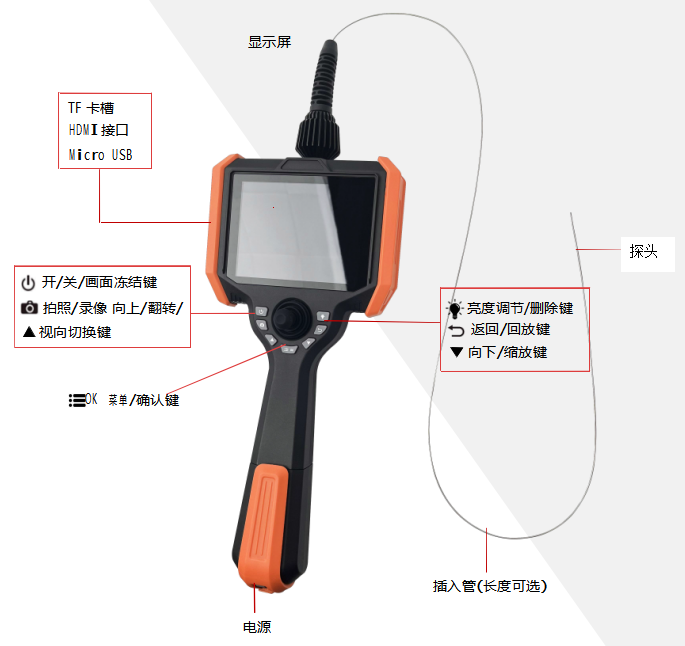 显示屏
TF 卡槽
HDMI 接口
Micro USB
探头
开/关/画面冻结键
拍照/录像 向上/翻转/
▲视向切换键
亮度调节/删除键
返回/回放键
▼ 向下/缩放键
OK 菜单/确认键
插入管(长度可选)
电源